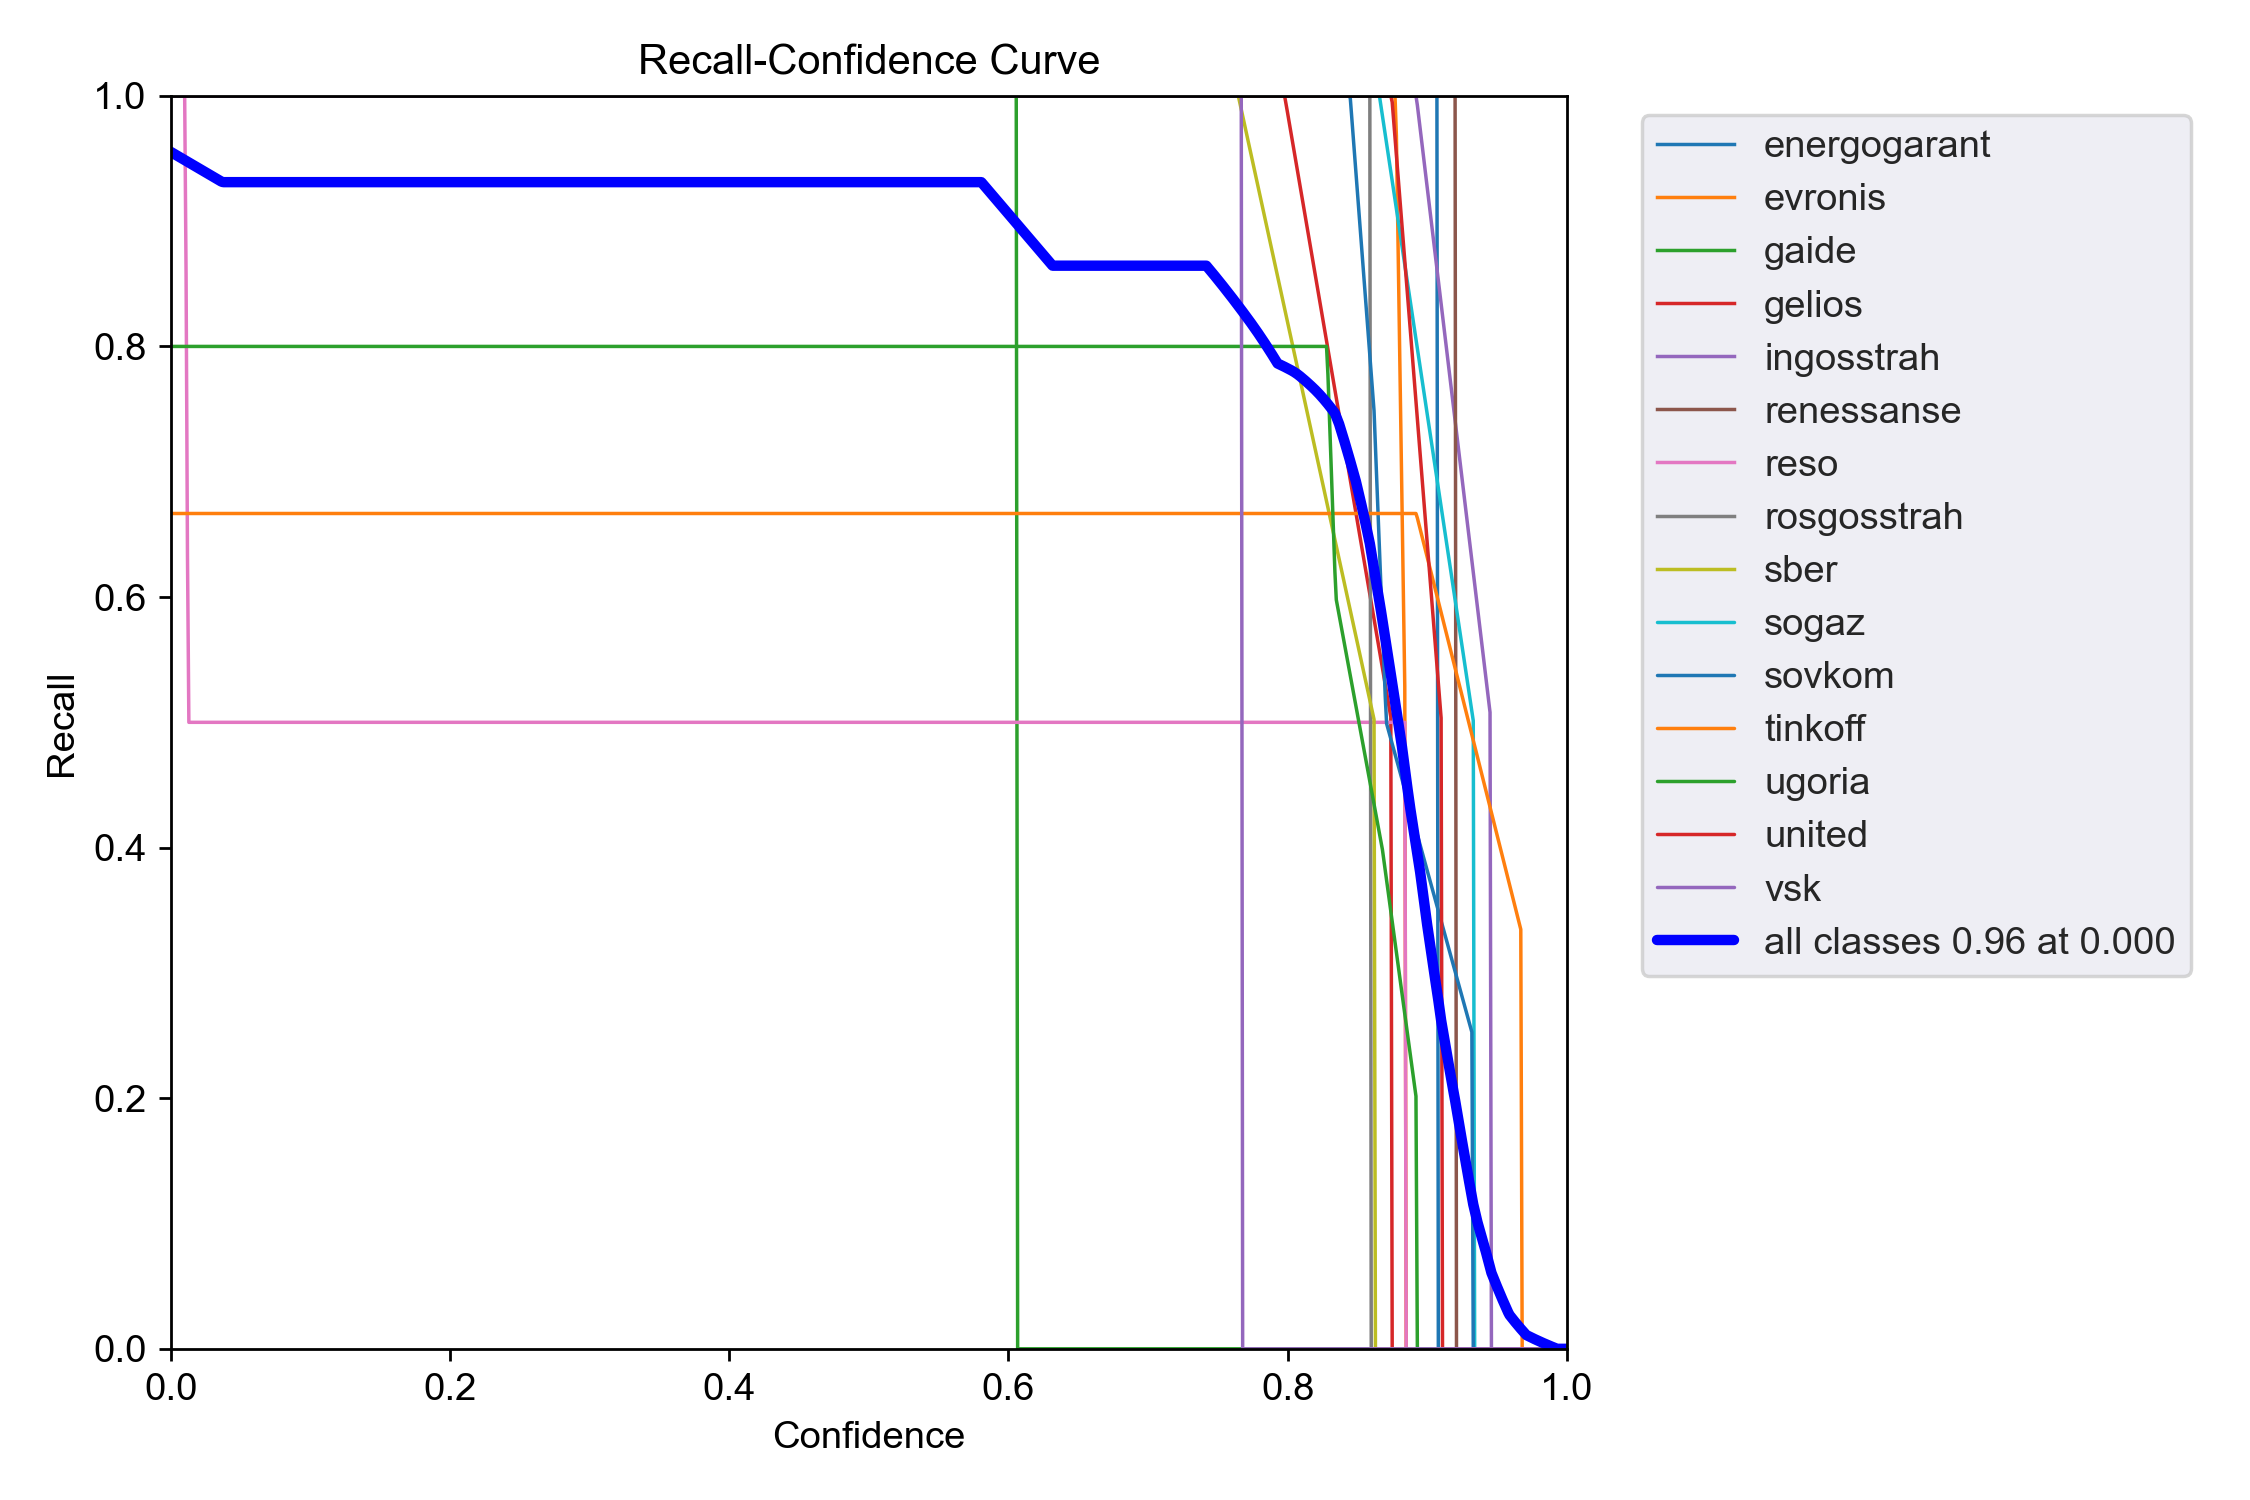 Recall-Confidence Curve
1.0
0.8
0.6
0.4
0.2
0.0
Recall
0.0 0.2 0.4 0.6 0.8 1.0
Confidence
energogarant
evronis
gaide
gelios
ingosstrah
renessanse
reso
rosgosstrah
sber
sogaz
sovkom
tinkoff
ugoria
united
vsk
all classes 0.96 at 0.000